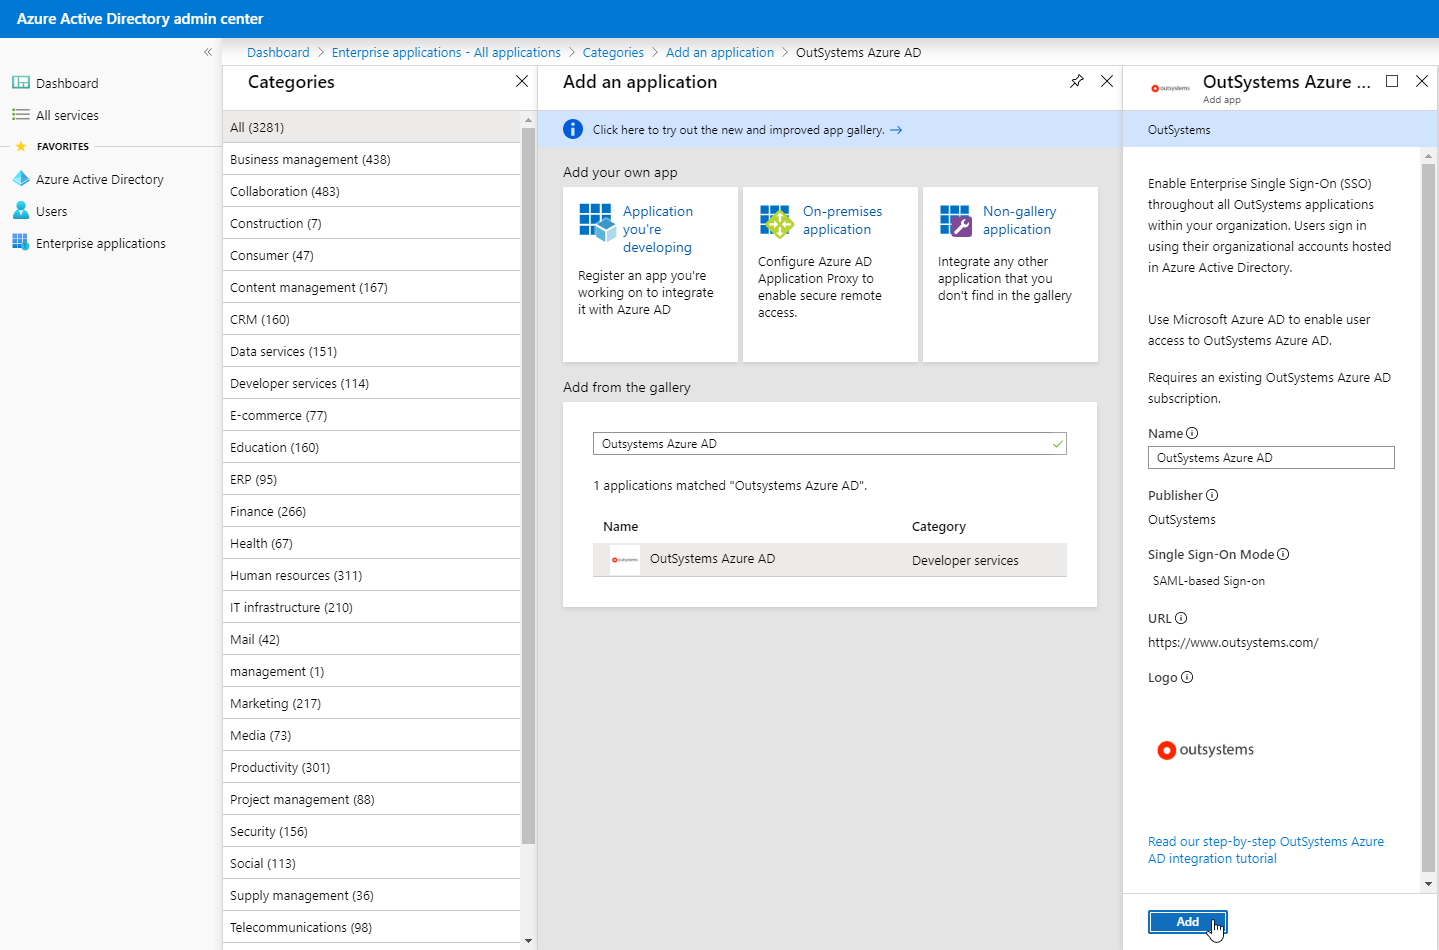 Azure Active Directory admin center
«
Dashboard
All services
FAVORITES
Azure Active Directory
Users
Enterprise applications
Dashboard > Enterprise applications - All applications > Categories > Add an application > OutSystems Azure AD
Categories
All (3281)
Business management (438)
Collaboration (483)
Construction (7)
Consumer (47)
Content management (167)
CRM (160)
Data services (151)
Developer services (114)
E-commerce (77)
Education (160)
ERP (95)
Finance (266)
Health (67)
Human resources (311)
IT infrastructure (210)
Mail (42)
management (1)
Marketing (217)
Media (73)
Productivity (301)
Project management (88)
Security (156)
Social (113)
Supply management (36)
Telecommunications (98)
Add an application
Click here to try out the new and improved app gallery. →
Add your own app
Application
you're
developing
Register an app you're
working on to integrate
it with Azure AD
On-premises
application
Configure Azure AD
Application Proxy to
enable secure remote
access.
Non-gallery
application
Integrate any other
application that you
don't find in the gallery
Add from the gallery
Outsystems Azure AD
1 applications matched "Outsystems Azure AD".
Name Category
outsystems OutSystems Azure AD Developer services
outsystems
OutSystems Azure ...
Add app
OutSystems
Enable Enterprise Single Sign-On (SSO)
throughout all OutSystems applications
within your organization. Users sign in
using their organizational accounts hosted
in Azure Active Directory.
Use Microsoft Azure AD to enable user
access to OutSystems Azure AD.
Requires an existing OutSystems Azure AD
subscription.
Name
OutSystems Azure AD
Publisher
OutSystems
Single Sign-On Mode
SAML-based Sign-on
URL
https://www.outsystems.com/
Logo
outsystems
Read our step-by-step OutSystems Azure
AD integration tutorial
Add